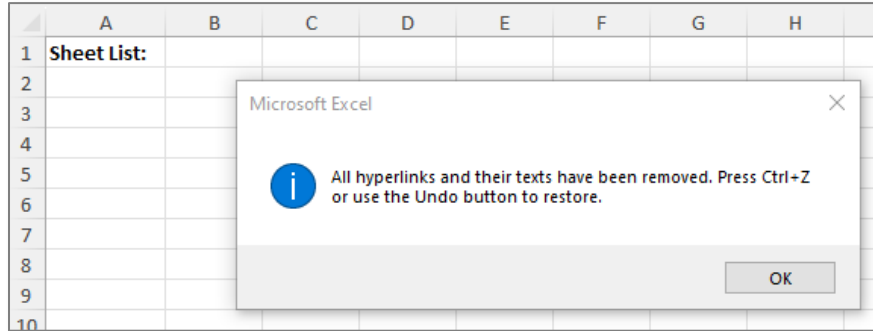 A B C D E F G H
1 Sheet List:
2
3
4
5
6
7
8
9
10
Microsoft Excel
All hyperlinks and their texts have been removed. Press Ctrl+Z
or use the Undo button to restore.
OK